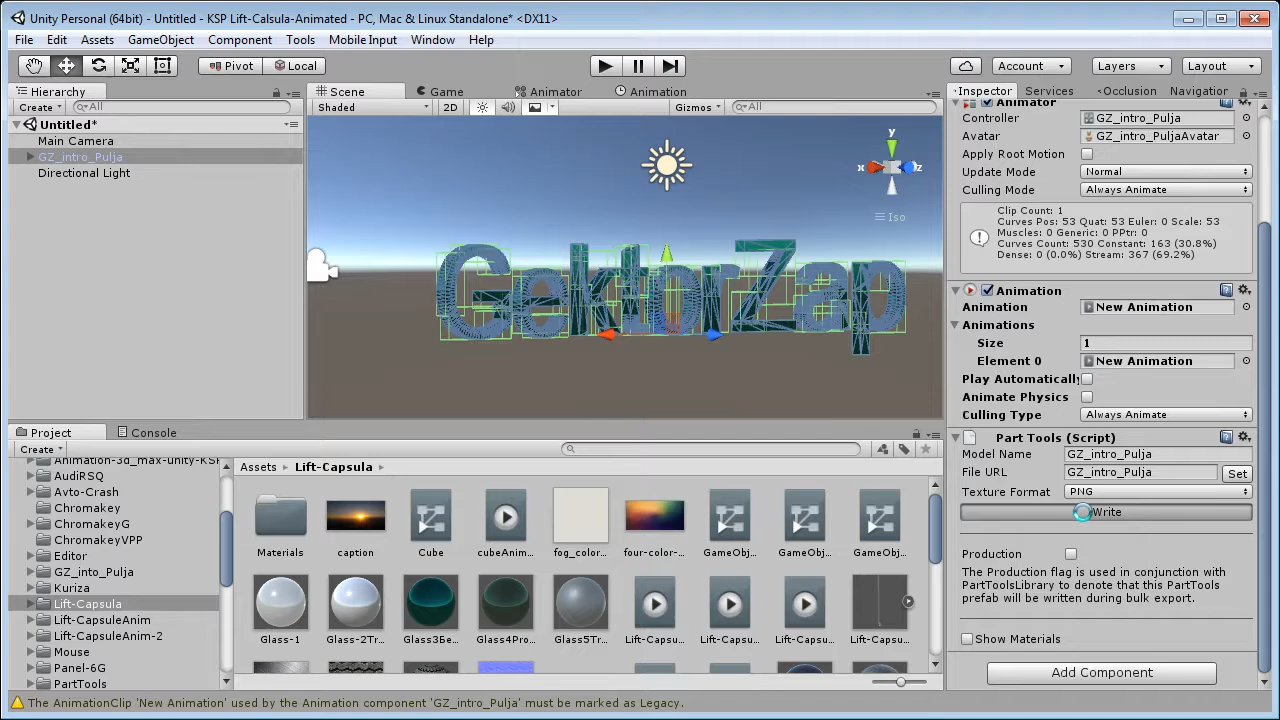 Unity Personal (64bit) - Untitled - KSP Lift-Calsula-Animated - PC, Mac & Linux Standalone* <DX11>
File Edit Assets GameObject Component Tools Mobile Input Window Help
Pivot Local Account Layers Layout
Hierarchy
Create All
Untitled*
Main Camera
GZ_intro_Pulja
Directional Light
Scene Game Animator Animation
Shaded 2D Gizmos All
y
x z
Iso
GektorZap
Inspector Services Occlusion Navigation
Animator
Controller GZ_intro_Pulja
Avatar GZ_intro_PuljaAvatar
Apply Root Motion
Update Mode Normal
Culling Mode Always Animate
Clip Count: 1
Curves Pos: 53 Quat: 53 Euler: 0 Scale: 53
Muscles: 0 Generic: 0 PPtr: 0
Curves Count: 530 Constant: 163 (30.8%)
Dense: 0 (0.0%) Stream: 367 (69.2%)
Animation
Animation New Animation
Animations
Size 1
Element 0 New Animation
Play Automatically
Animate Physics
Culling Type Always Animate
Part Tools (Script)
Model Name GZ_intro_Pulja
File URL GZ_intro_Pulja Set
Texture Format PNG
Write
Production
The Production flag is used in conjunction with
PartToolsLibrary to denote that this PartTools
prefab will be written during bulk export.
Show Materials
Add Component
Project Console
Create
Animation-3d_max-unity-KSP
AudiRSQ
Avto-Crash
Chromakey
ChromakeyG
ChromakeyVPP
Editor
GZ_into_Pulja
Kuriza
Lift-Capsula
Lift-CapsuleAnim
Lift-CapsuleAnim-2
Mouse
Panel-6G
PartTools
Assets Lift-Capsula
Materials caption Cube cubeAnim... fog_color... four-color-... GameObj... GameObj... GameObj...
Glass-1 Glass-2Tr... Glass3Бе... Glass4Pro... Glass5Tr... Lift-Capsu... Lift-Capsu... Lift-Capsu... Lift-Capsu...
The AnimationClip 'New Animation' used by the Animation component 'GZ_intro_Pulja' must be marked as Legacy.